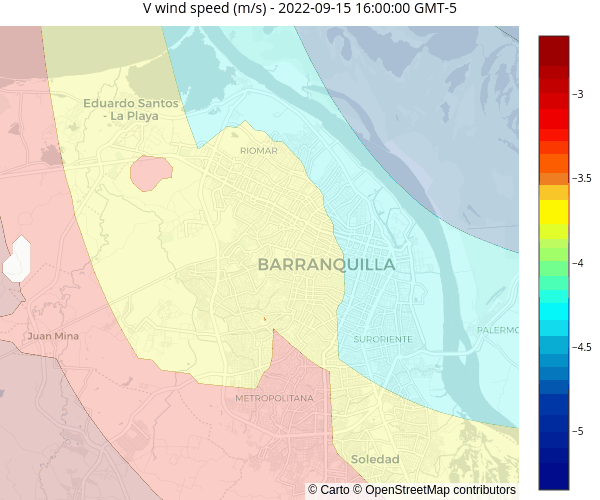 V wind speed (m/s) - 2022-09-15 16:00:00 GMT-5
Eduardo Santos
- La Playa
RIOMAR
BARRANQUILLA
Juan Mina
SURORIENTE
PALERMO
METROPOLITANA
Soledad
−3
−3.5
−4
−4.5
−5
© Carto © OpenStreetMap contributors